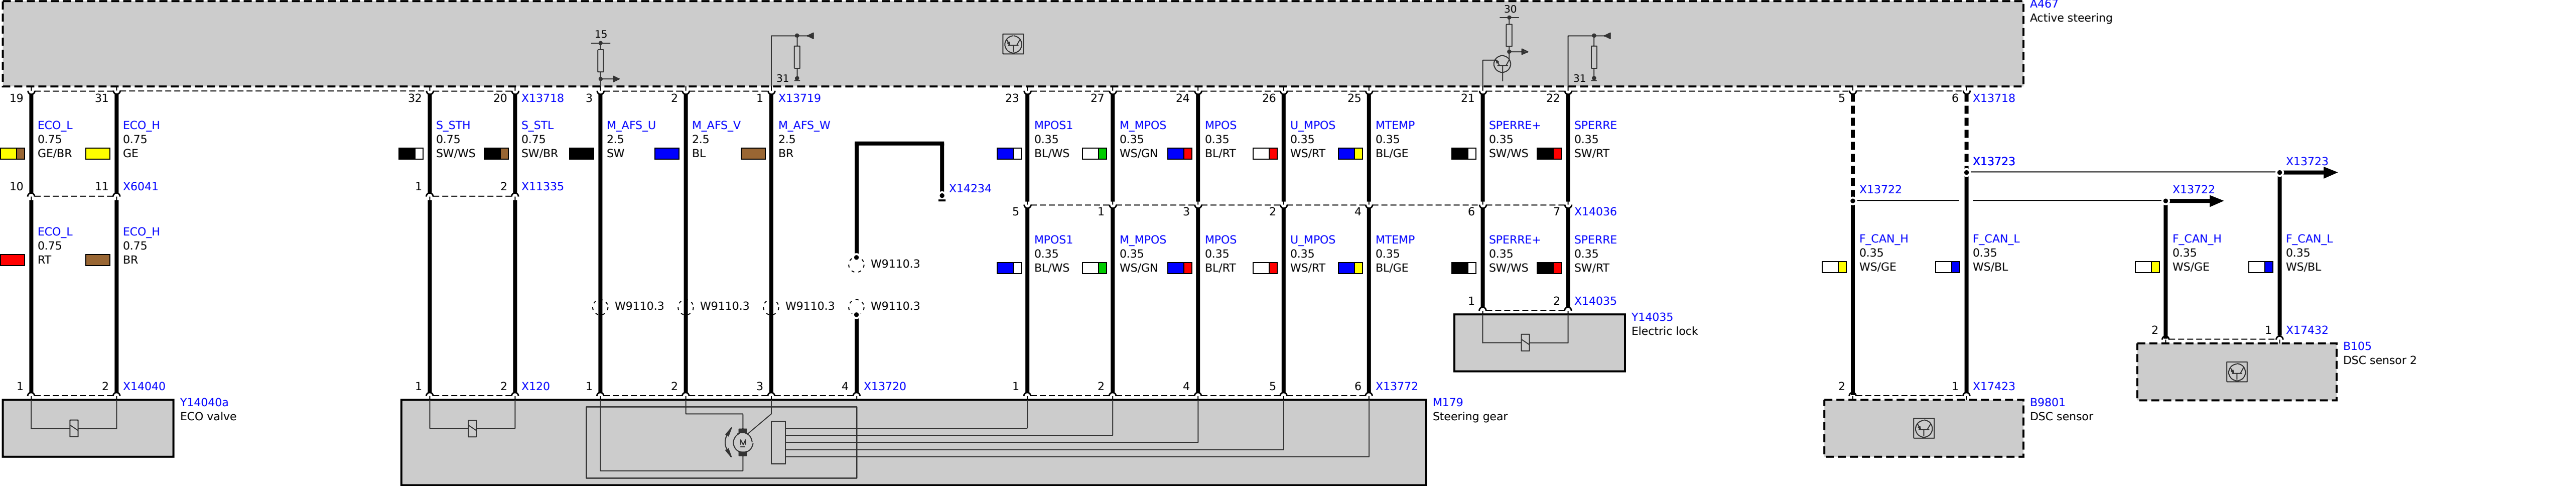 A467
Active steering
15
31
30
31
19
31
32
20
X13718
3
2
1
X13719
23
27
24
26
25
21
22
5
6
X13718
ECO_L
0.75
GE/BR
ECO_H
0.75
GE
S_STH
0.75
SW/WS
S_STL
0.75
SW/BR
M_AFS_U
2.5
SW
M_AFS_V
2.5
BL
M_AFS_W
2.5
BR
MPOS1
0.35
BL/WS
M_MPOS
0.35
WS/GN
MPOS
0.35
BL/RT
U_MPOS
0.35
WS/RT
MTEMP
0.35
BL/GE
SPERRE+
0.35
SW/WS
SPERRE
0.35
SW/RT
X13723
X13723
10
11
X6041
1
2
X11335
X14234
X13722
X13722
5
1
3
2
4
6
7
X14036
ECO_L
0.75
RT
ECO_H
0.75
BR
MPOS1
0.35
BL/WS
M_MPOS
0.35
WS/GN
MPOS
0.35
BL/RT
U_MPOS
0.35
WS/RT
MTEMP
0.35
BL/GE
SPERRE+
0.35
SW/WS
SPERRE
0.35
SW/RT
F_CAN_H
0.35
WS/GE
F_CAN_L
0.35
WS/BL
F_CAN_H
0.35
WS/GE
F_CAN_L
0.35
WS/BL
W9110.3
W9110.3
W9110.3
W9110.3
W9110.3
1
2
X14035
Y14035
Electric lock
2
1
X17432
B105
DSC sensor 2
1
2
X14040
1
2
X120
1
2
3
4
X13720
1
2
4
5
6
X13772
2
1
X17423
Y14040a
ECO valve
M
M179
Steering gear
B9801
DSC sensor